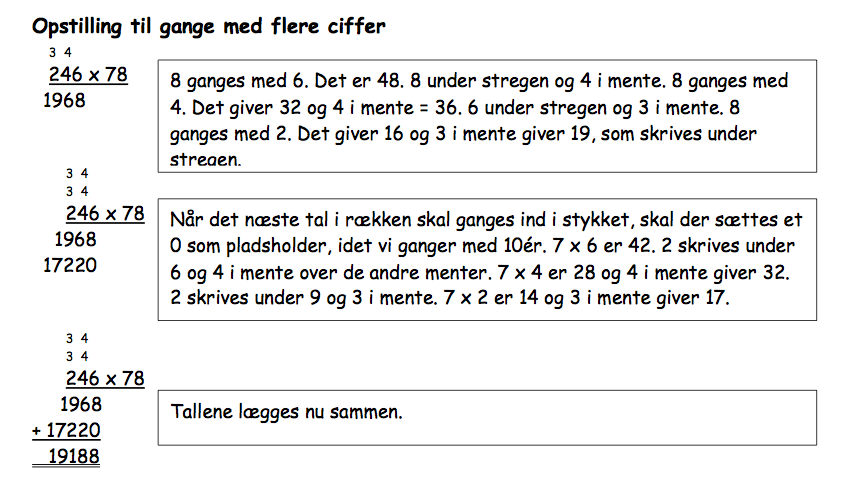 Opstilling til gange med flere ciffer
3 4
246 x 78
1968
8 ganges med 6. Det er 48. 8 under stregen og 4 i mente. 8 ganges med
4. Det giver 32 og 4 i mente = 36. 6 under stregen og 3 i mente. 8
ganges med 2. Det giver 16 og 3 i mente giver 19, som skrives under
stregen.
3 4
3 4
246 x 78
1968
17220
Når det næste tal i rækken skal ganges ind i stykket, skal der sættes et
0 som pladsholder, idet vi ganger med 10ér. 7 x 6 er 42. 2 skrives under
6 og 4 i mente over de andre menter. 7 x 4 er 28 og 4 i mente giver 32.
2 skrives under 9 og 3 i mente. 7 x 2 er 14 og 3 i mente giver 17.
3 4
3 4
246 x 78
1968
+ 17220
19188
Tallene lægges nu sammen.